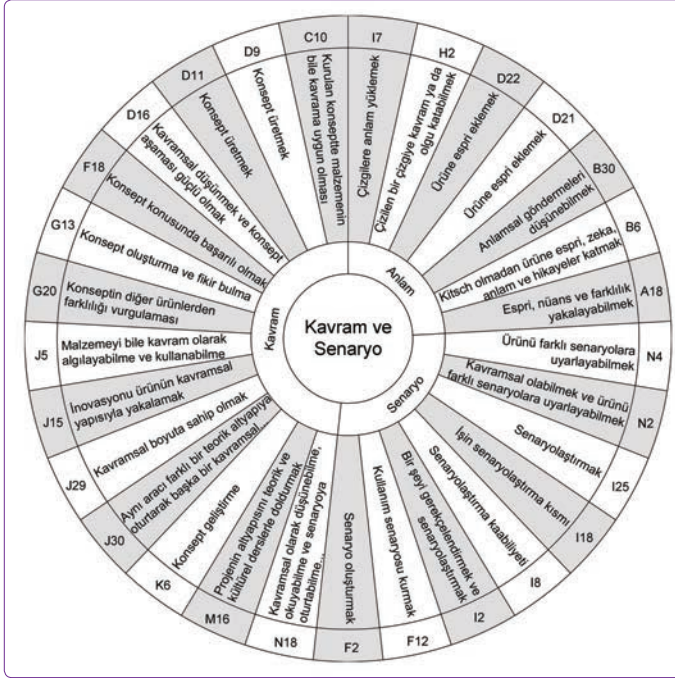 Kavram ve
Senaryo
Anlam
Senaryo
Kavram
I7
Çizgilere anlam yüklemek
H2
Çizilen bir çizgiye kavram ya da
olgu katabilmek
D22
Ürüne espri eklemek
D21
Ürüne espri eklemek
B30
Anlamsal göndermeleri
düşünebilmek
B6
Kitsch olmadan ürüne espri, zeka,
anlam ve hikayeler katmak
A18
Espri, nüans ve farklılık
yakalayabilmek
N4
Ürünü farklı senaryolara
uyarlayabilmek
N2
Kavramsal olabilmek ve ürünü
farklı senaryolara uyarlayabilmek
I25
Senaryolaştırmak
I18
İşin senaryolaştırma kısmı
I8
Senaryolaştırma kaabiliyeti
I2
Bir şeyi gerekçelendirmek ve
senaryolaştırmak
F12
Kullanım senaryosu kurmak
F2
Senaryo oluşturmak
N18
Kavramsal olarak düşünebilme,
okuyabilme ve senaryoya
oturtabilme...
M16
Projenin altyapısını teorik ve
kültürel derslerle doldurmak
K6
Konsept geliştirme
J30
Aynı aracı farklı bir teorik altyapıya
oturtarak başka bir kavramsal
J29
Kavramsal boyuta sahip olmak
J15
İnovasyonu ürünün kavramsal
yapısıyla yakalamak
J5
Malzemeyi bile kavram olarak
algılayabilme ve kullanabilme
G20
Konseptin diğer ürünlerden
farklılığı vurgulaması
G13
Konsept oluşturma ve fikir bulma
F18
Konsept konusunda başarılı olmak
D16
Kavramsal düşünmek ve konsept
aşaması güçlü olmak
D11
Konsept üretmek
D9
Konsept üretmek
C10
Kurulan konseptte malzemenin
bile kavrama uygun olması